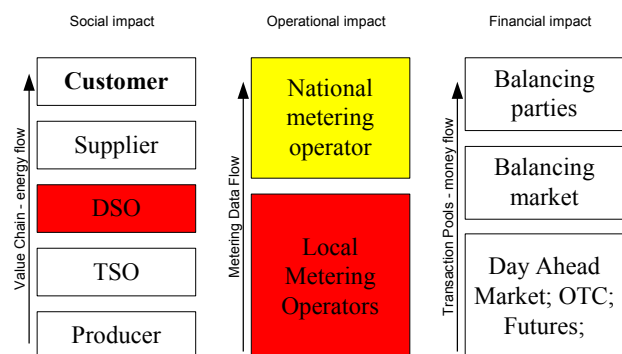 Social impact
Operational impact
Financial impact
Value Chain - energy flow
Customer
Supplier
DSO
TSO
Producer
Metering Data Flow
National
metering
operator
Local
Metering
Operators
Transaction Pools - money flow
Balancing
parties
Balancing
market
Day Ahead
Market; OTC;
Futures;